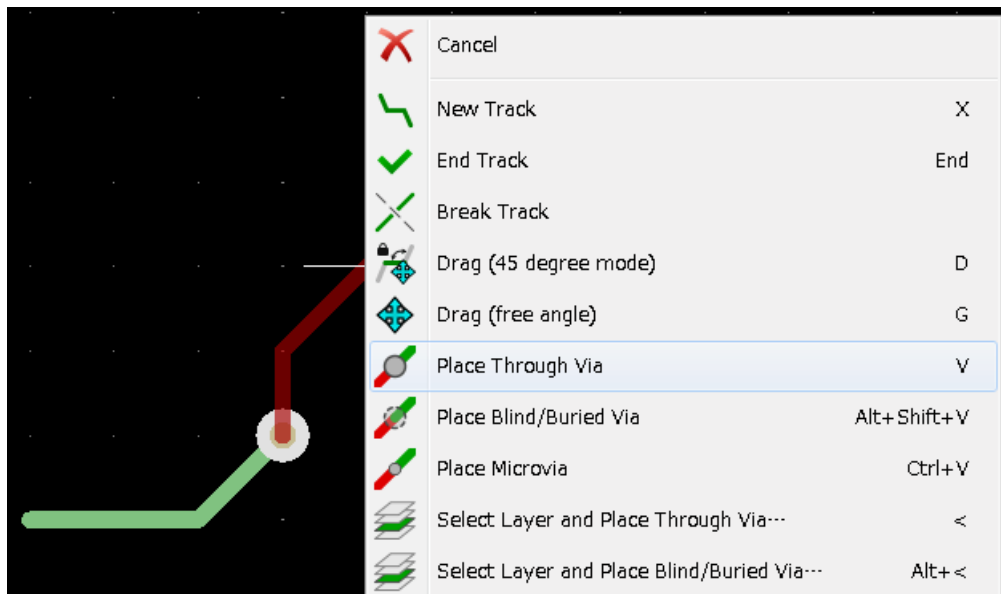 Cancel
New Track X
End Track End
Break Track
Drag (45 degree mode) D
Drag (free angle) G
Place Through Via V
Place Blind/Buried Via Alt+Shift+V
Place Microvia Ctrl+V
Select Layer and Place Through Via... <
Select Layer and Place Blind/Buried Via... Alt+<